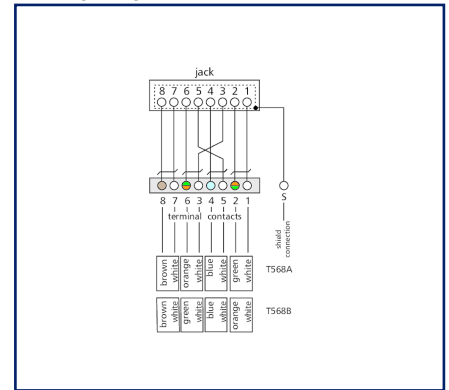 jack
8 7 6 5 4 3 2 1
8 7 6 3 4 5 2 1
S
terminal contacts
shield
connection
brown
white
orange
white
blue
white
green
white
T568A
brown
white
green
white
blue
white
orange
white
T568B